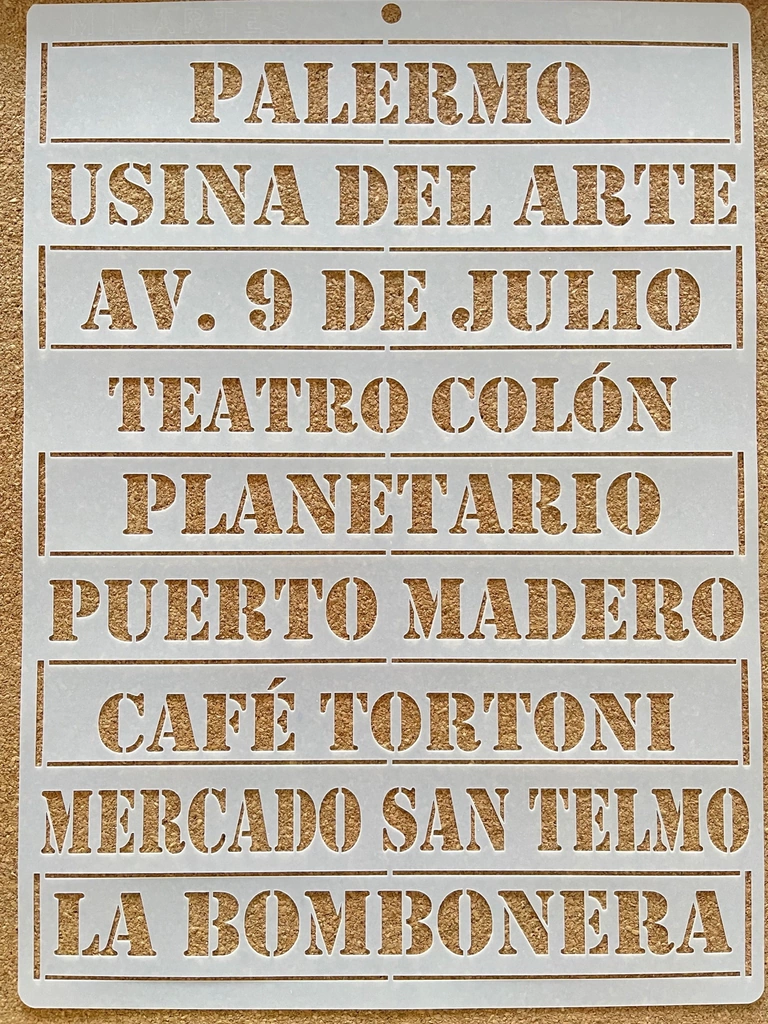 PALERMO
USINA DEL ARTE
AV. 9 DE JULIO
TEATRO COLÓN
PLANETARIO
PUERTO MADERO
CAFÉ TORTONI
MERCADO SAN TELMO
LA BOMBONERA